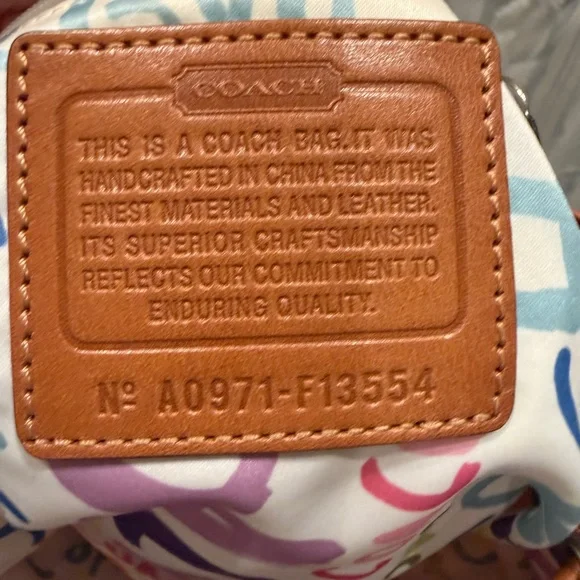 COACH
THIS IS A COACH BAG. IT WAS
HANDCRAFTED IN CHINA FROM THE
FINEST MATERIALS AND LEATHER.
ITS SUPERIOR CRAFTSMANSHIP
REFLECTS OUR COMMITMENT TO
ENDURING QUALITY.
Nº A0971-F13554